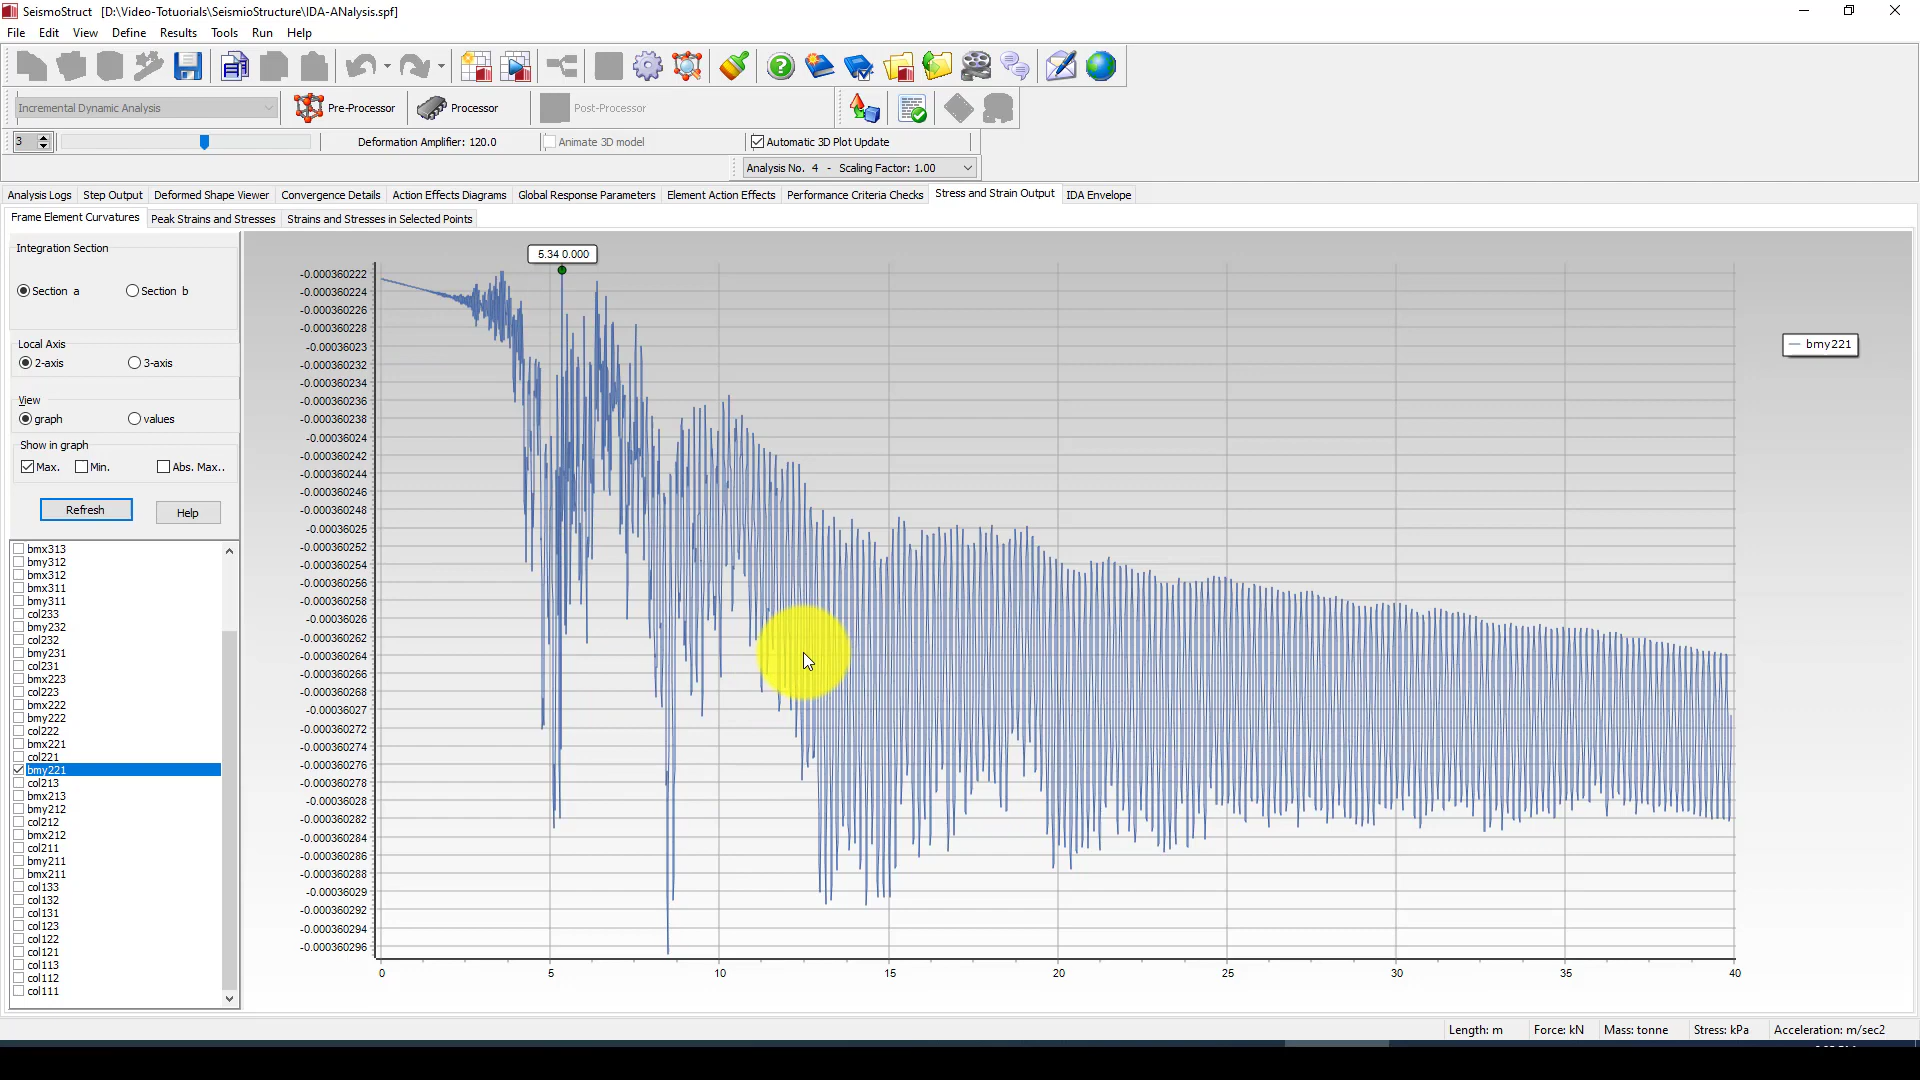 SeismoStruct [D:\Video-Totuorials\SeismioStructure\IDA-ANalysis.spf]
File Edit View Define Results Tools Run Help
Incremental Dynamic Analysis Pre-Processor Processor Post-Processor
3 Deformation Amplifier: 120.0 Animate 3D model Automatic 3D Plot Update
Analysis No. 4 - Scaling Factor: 1.00
Analysis Logs Step Output Deformed Shape Viewer Convergence Details Action Effects Diagrams Global Response Parameters Element Action Effects Performance Criteria Checks Stress and Strain Output IDA Envelope
Frame Element Curvatures Peak Strains and Stresses Strains and Stresses in Selected Points
Integration Section
Section a Section b
Local Axis
2-axis 3-axis
View
graph values
Show in graph
Max. Min. Abs. Max..
Refresh Help
bmx313
bmy312
bmx312
bmx311
bmy311
col233
bmy232
col232
bmy231
col231
bmx223
col223
bmx222
bmy222
col222
bmx221
col221
bmy221
col213
bmx213
bmy212
col212
bmx212
col211
bmy211
bmx211
col133
col132
col131
col123
col122
col121
col113
col112
col111
5.34 0.000
-0.000360222
-0.000360224
-0.000360226
-0.000360228
-0.00036023
-0.000360232
-0.000360234
-0.000360236
-0.000360238
-0.00036024
-0.000360242
-0.000360244
-0.000360246
-0.000360248
-0.00036025
-0.000360252
-0.000360254
-0.000360256
-0.000360258
-0.00036026
-0.000360262
-0.000360264
-0.000360266
-0.000360268
-0.00036027
-0.000360272
-0.000360274
-0.000360276
-0.000360278
-0.00036028
-0.000360282
-0.000360284
-0.000360286
-0.000360288
-0.00036029
-0.000360292
-0.000360294
-0.000360296
0 5 10 15 20 25 30 35 40
bmy221
Length: m Force: kN Mass: tonne Stress: kPa Acceleration: m/sec2